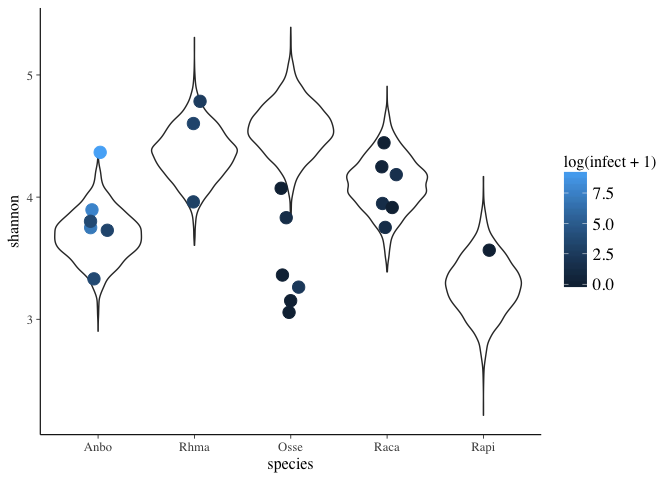 shannon
5
4
3
Anbo Rhma Osse Raca Rapi
species
log(infect + 1)
7.5
5.0
2.5
0.0